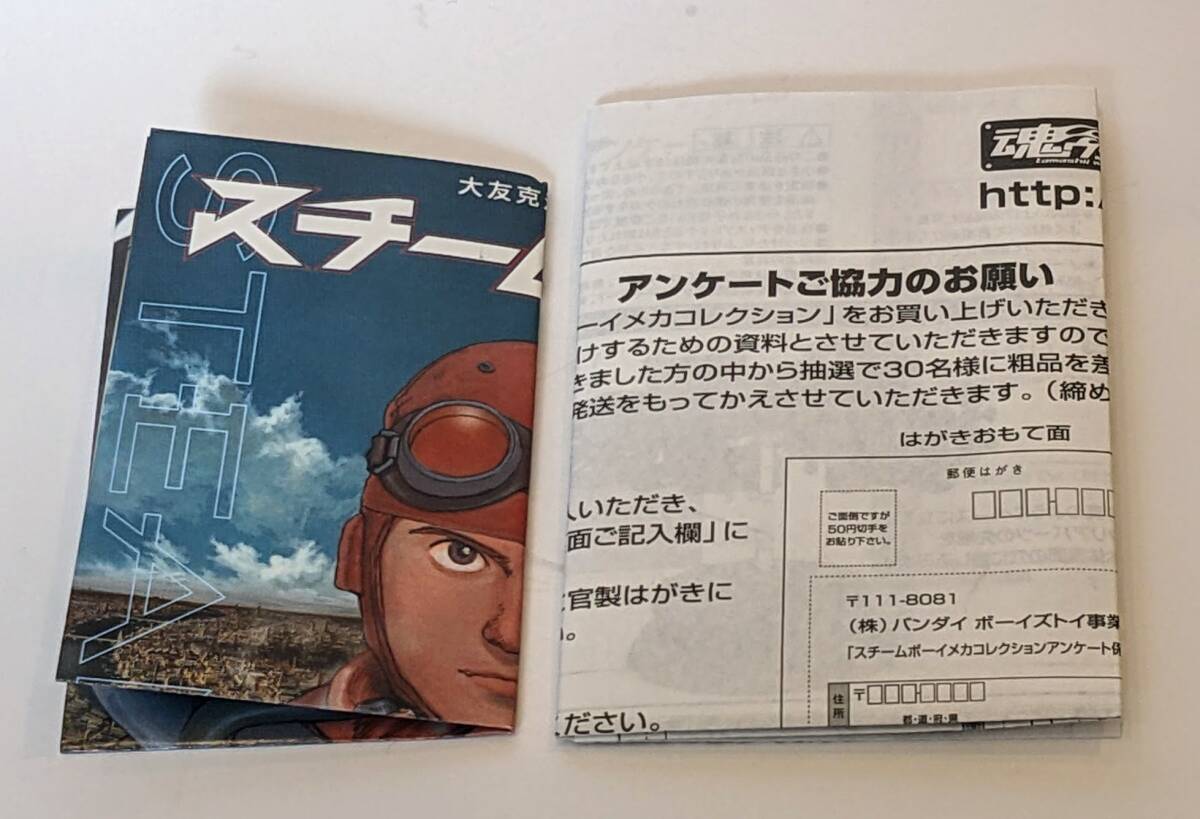 大友克
スチーム
STEA
魂
tamashii
http:/
アンケートご協力のお願い
ーイメカコレクション」をお買い上げいただき
けするための資料とさせていただきますので
きました方の中から抽選で30名様に粗品を差
発送をもってかえさせていただきます。(締め
はがきおもて面
郵便はがき
ご面倒ですが
50円切手を
お貼り下さい。
いただき、
面ご記入欄」に
官製はがきに
〒111-8081
(株)バンダイ ボーイズトイ事業
「スチームボーイメカコレクションアンケート係
ください。
住所
〒
都・道・府・県